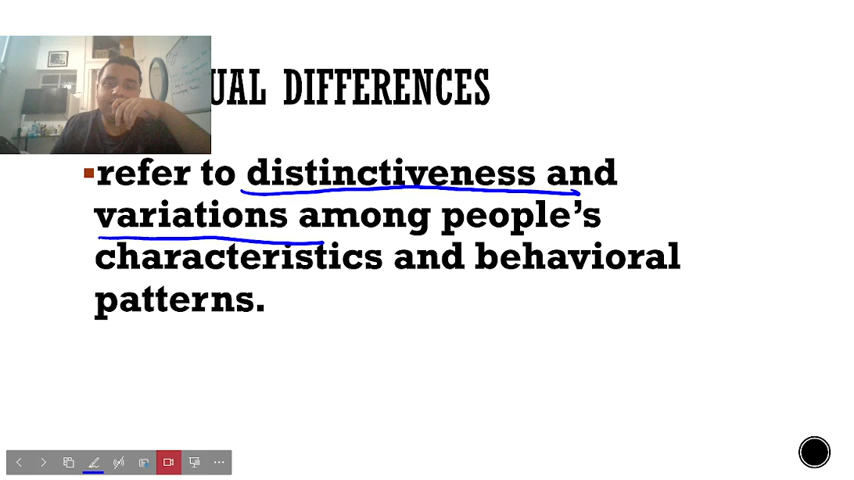 UAL DIFFERENCES
refer to distinctiveness and
variations among people's
characteristics and behavioral
patterns.